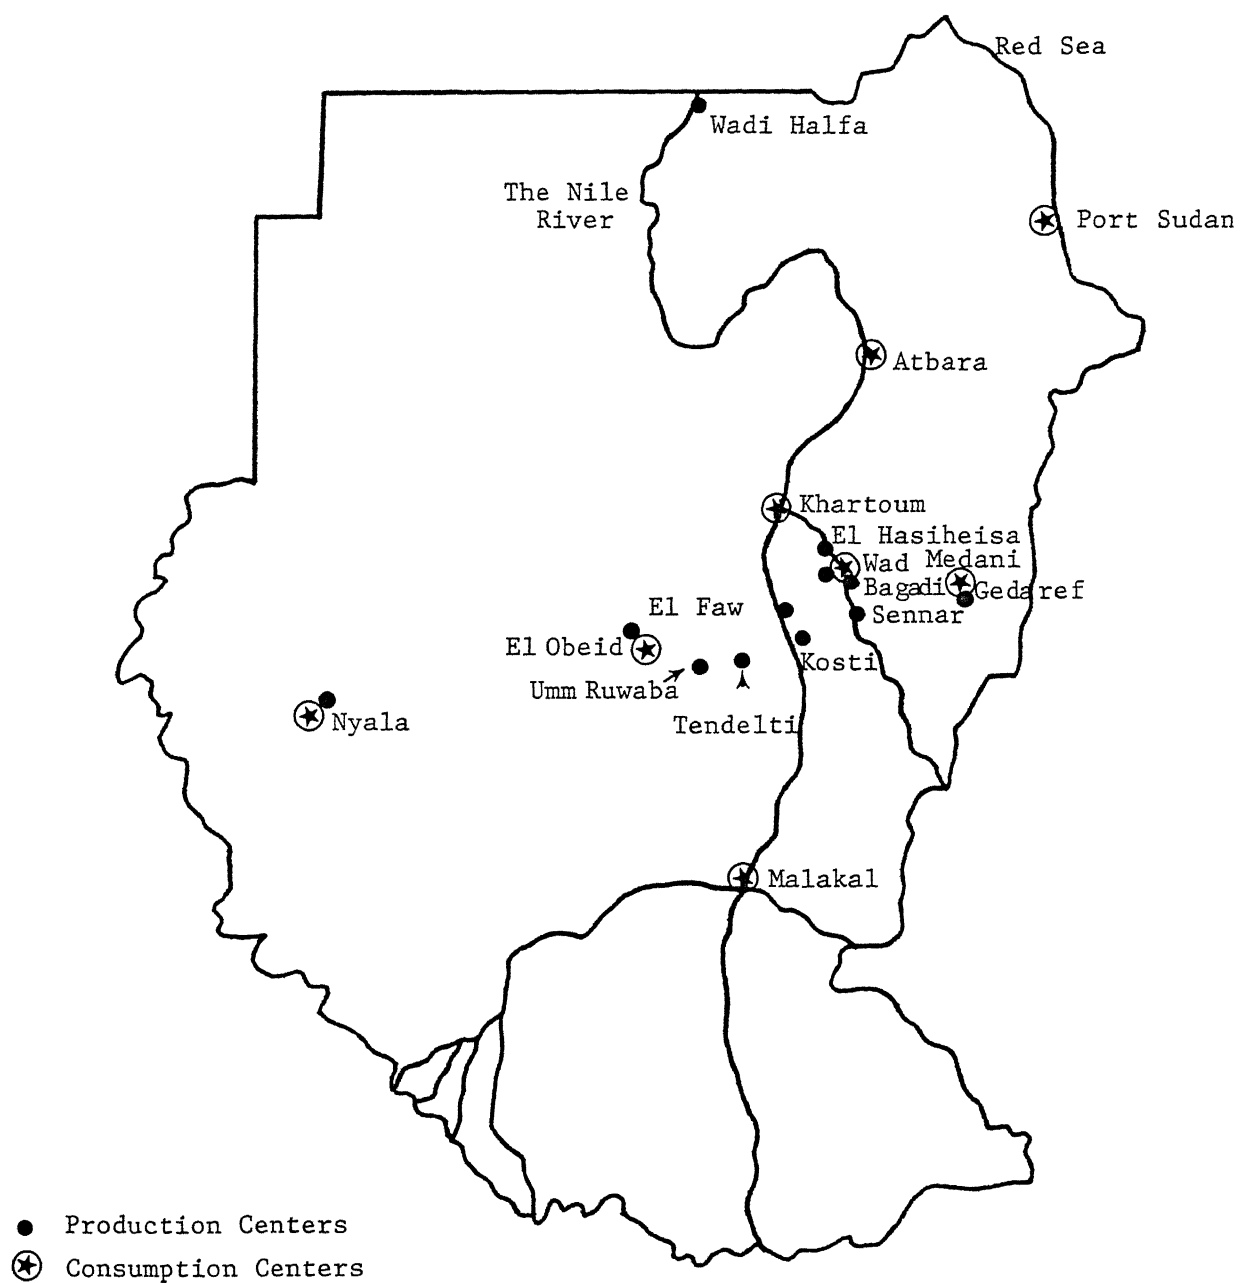 Red Sea
Wadi Halfa
The Nile
River
Port Sudan
Atbara
Khartoum
El Hasiheisa
Wad Medani
Bagadi
Gedaref
El Faw
Sennar
El Obeid
Kosti
Umm Ruwaba
Nyala
Tendelti
Malakal
Production Centers
Consumption Centers